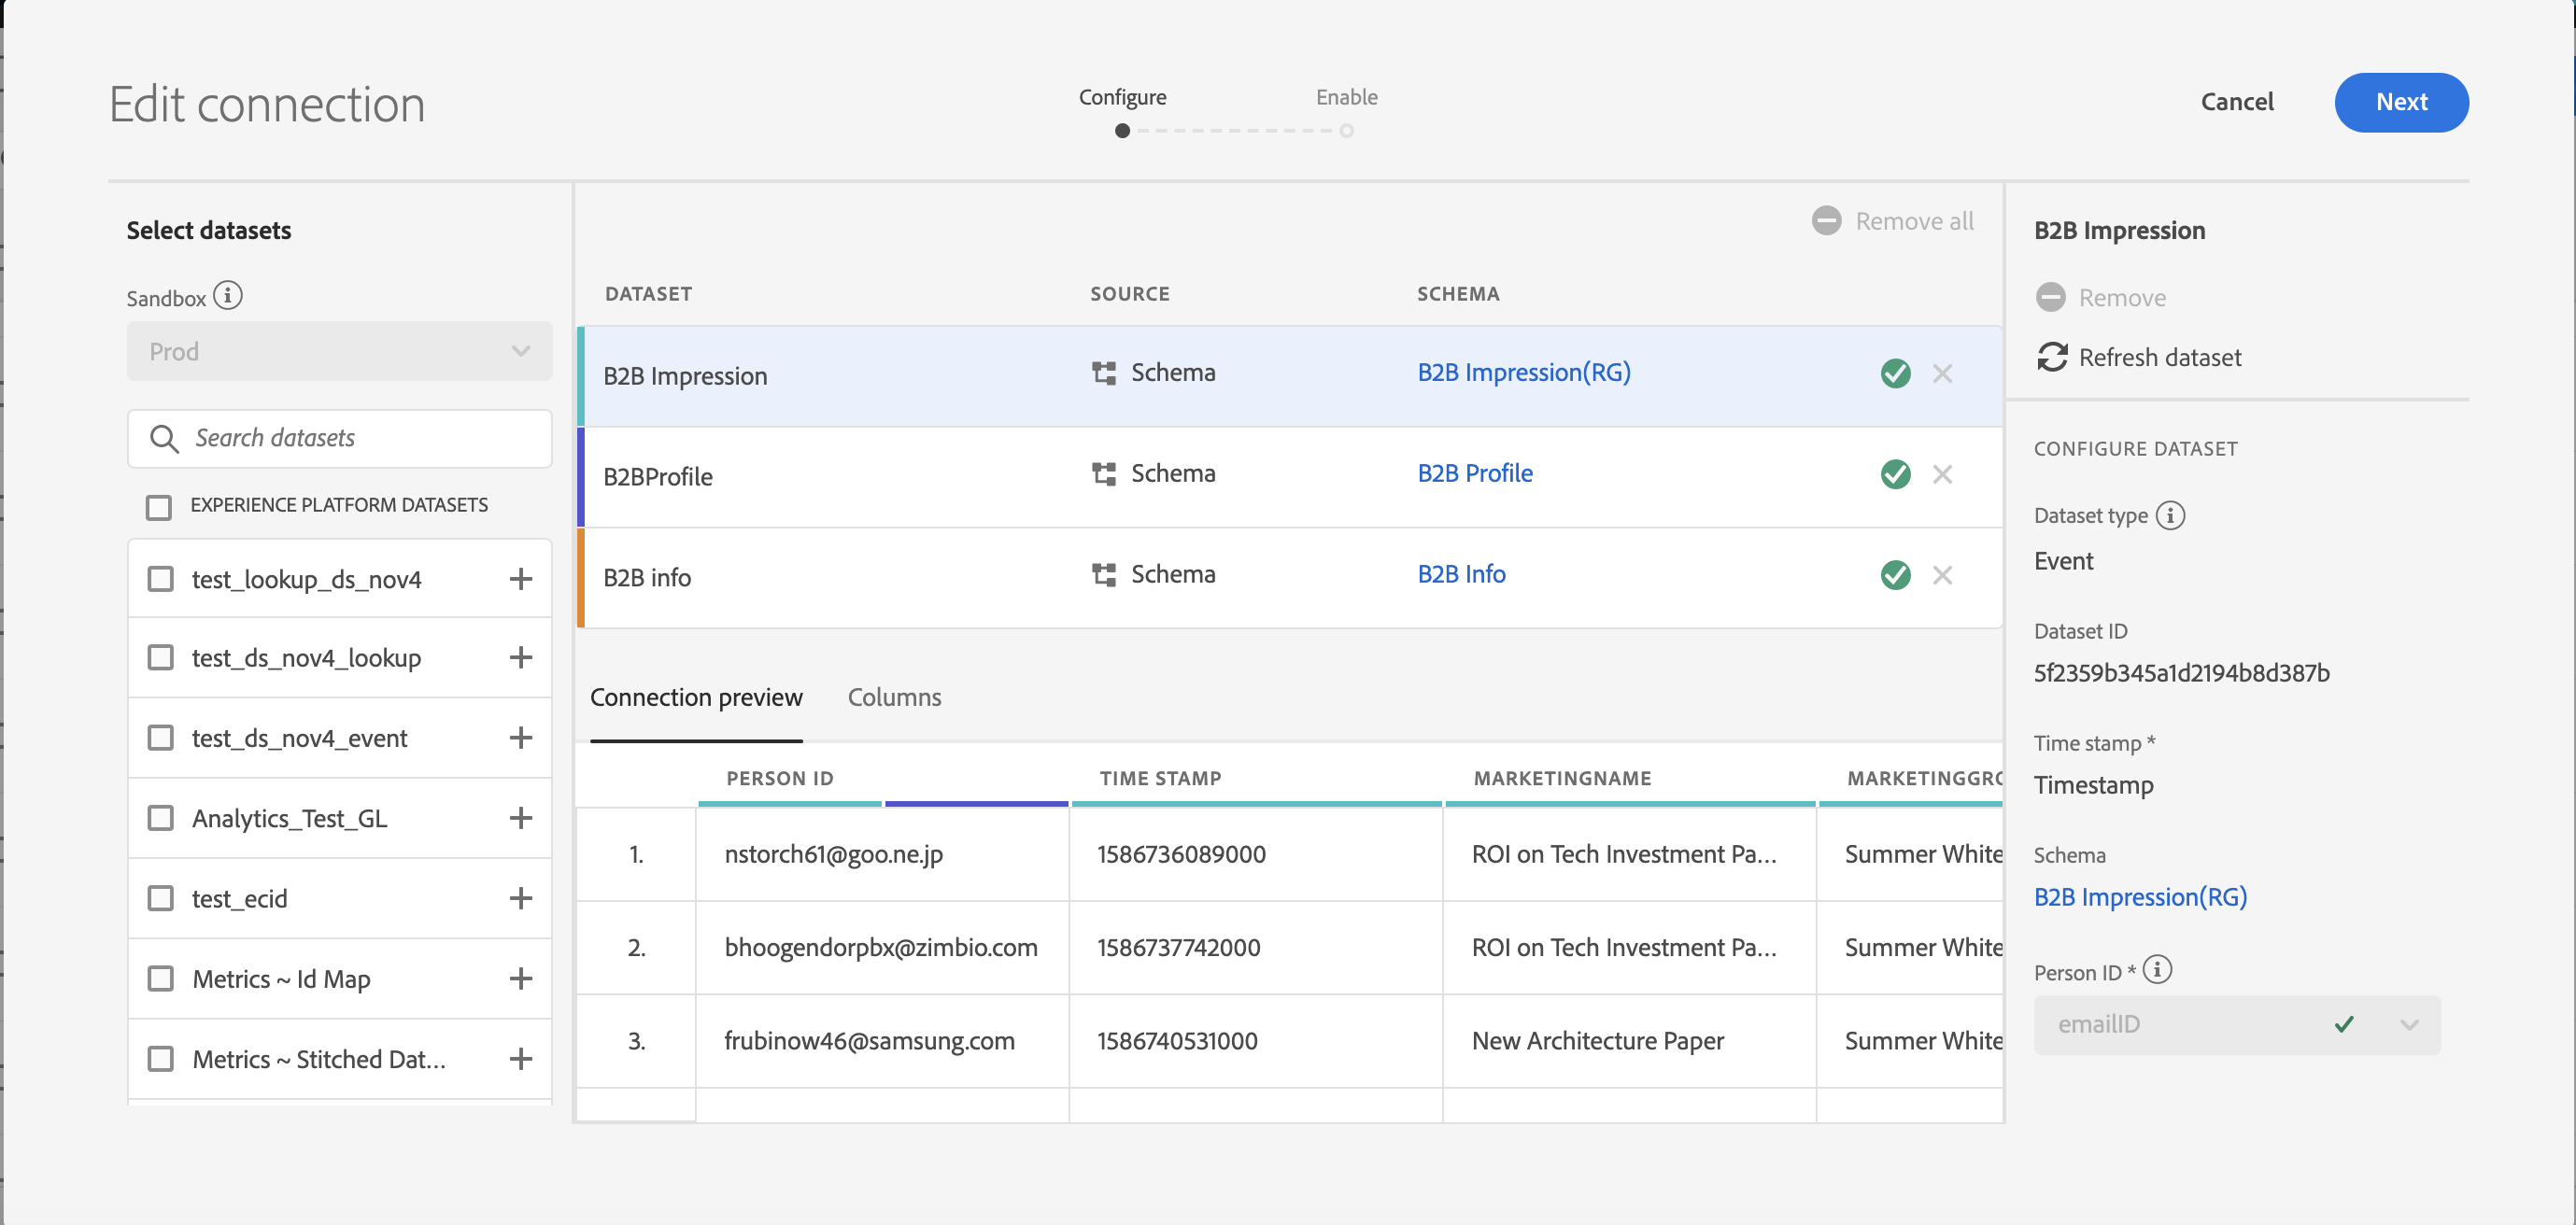 Edit connection
Configure
Enable
Cancel
Next
Select datasets
Sandbox
Prod
Search datasets
EXPERIENCE PLATFORM DATASETS
test_lookup_ds_nov4
test_ds_nov4_lookup
test_ds_nov4_event
Analytics_Test_GL
test_ecid
Metrics ~ Id Map
Metrics ~ Stitched Dat...
Remove all
DATASET SOURCE SCHEMA
B2B Impression Schema B2B Impression(RG)
B2BProfile Schema B2B Profile
B2B info Schema B2B Info
Connection preview Columns
PERSON ID TIME STAMP MARKETINGNAME MARKETINGGRO
1. nstorch61@goo.ne.jp 1586736089000 ROI on Tech Investment Pa... Summer White
2. bhoogendorpbx@zimbio.com 1586737742000 ROI on Tech Investment Pa... Summer White
3. frubinow46@samsung.com 1586740531000 New Architecture Paper Summer White
B2B Impression
Remove
Refresh dataset
CONFIGURE DATASET
Dataset type
Event
Dataset ID
5f2359b345a1d2194b8d387b
Time stamp *
Timestamp
Schema
B2B Impression(RG)
Person ID *
emailID